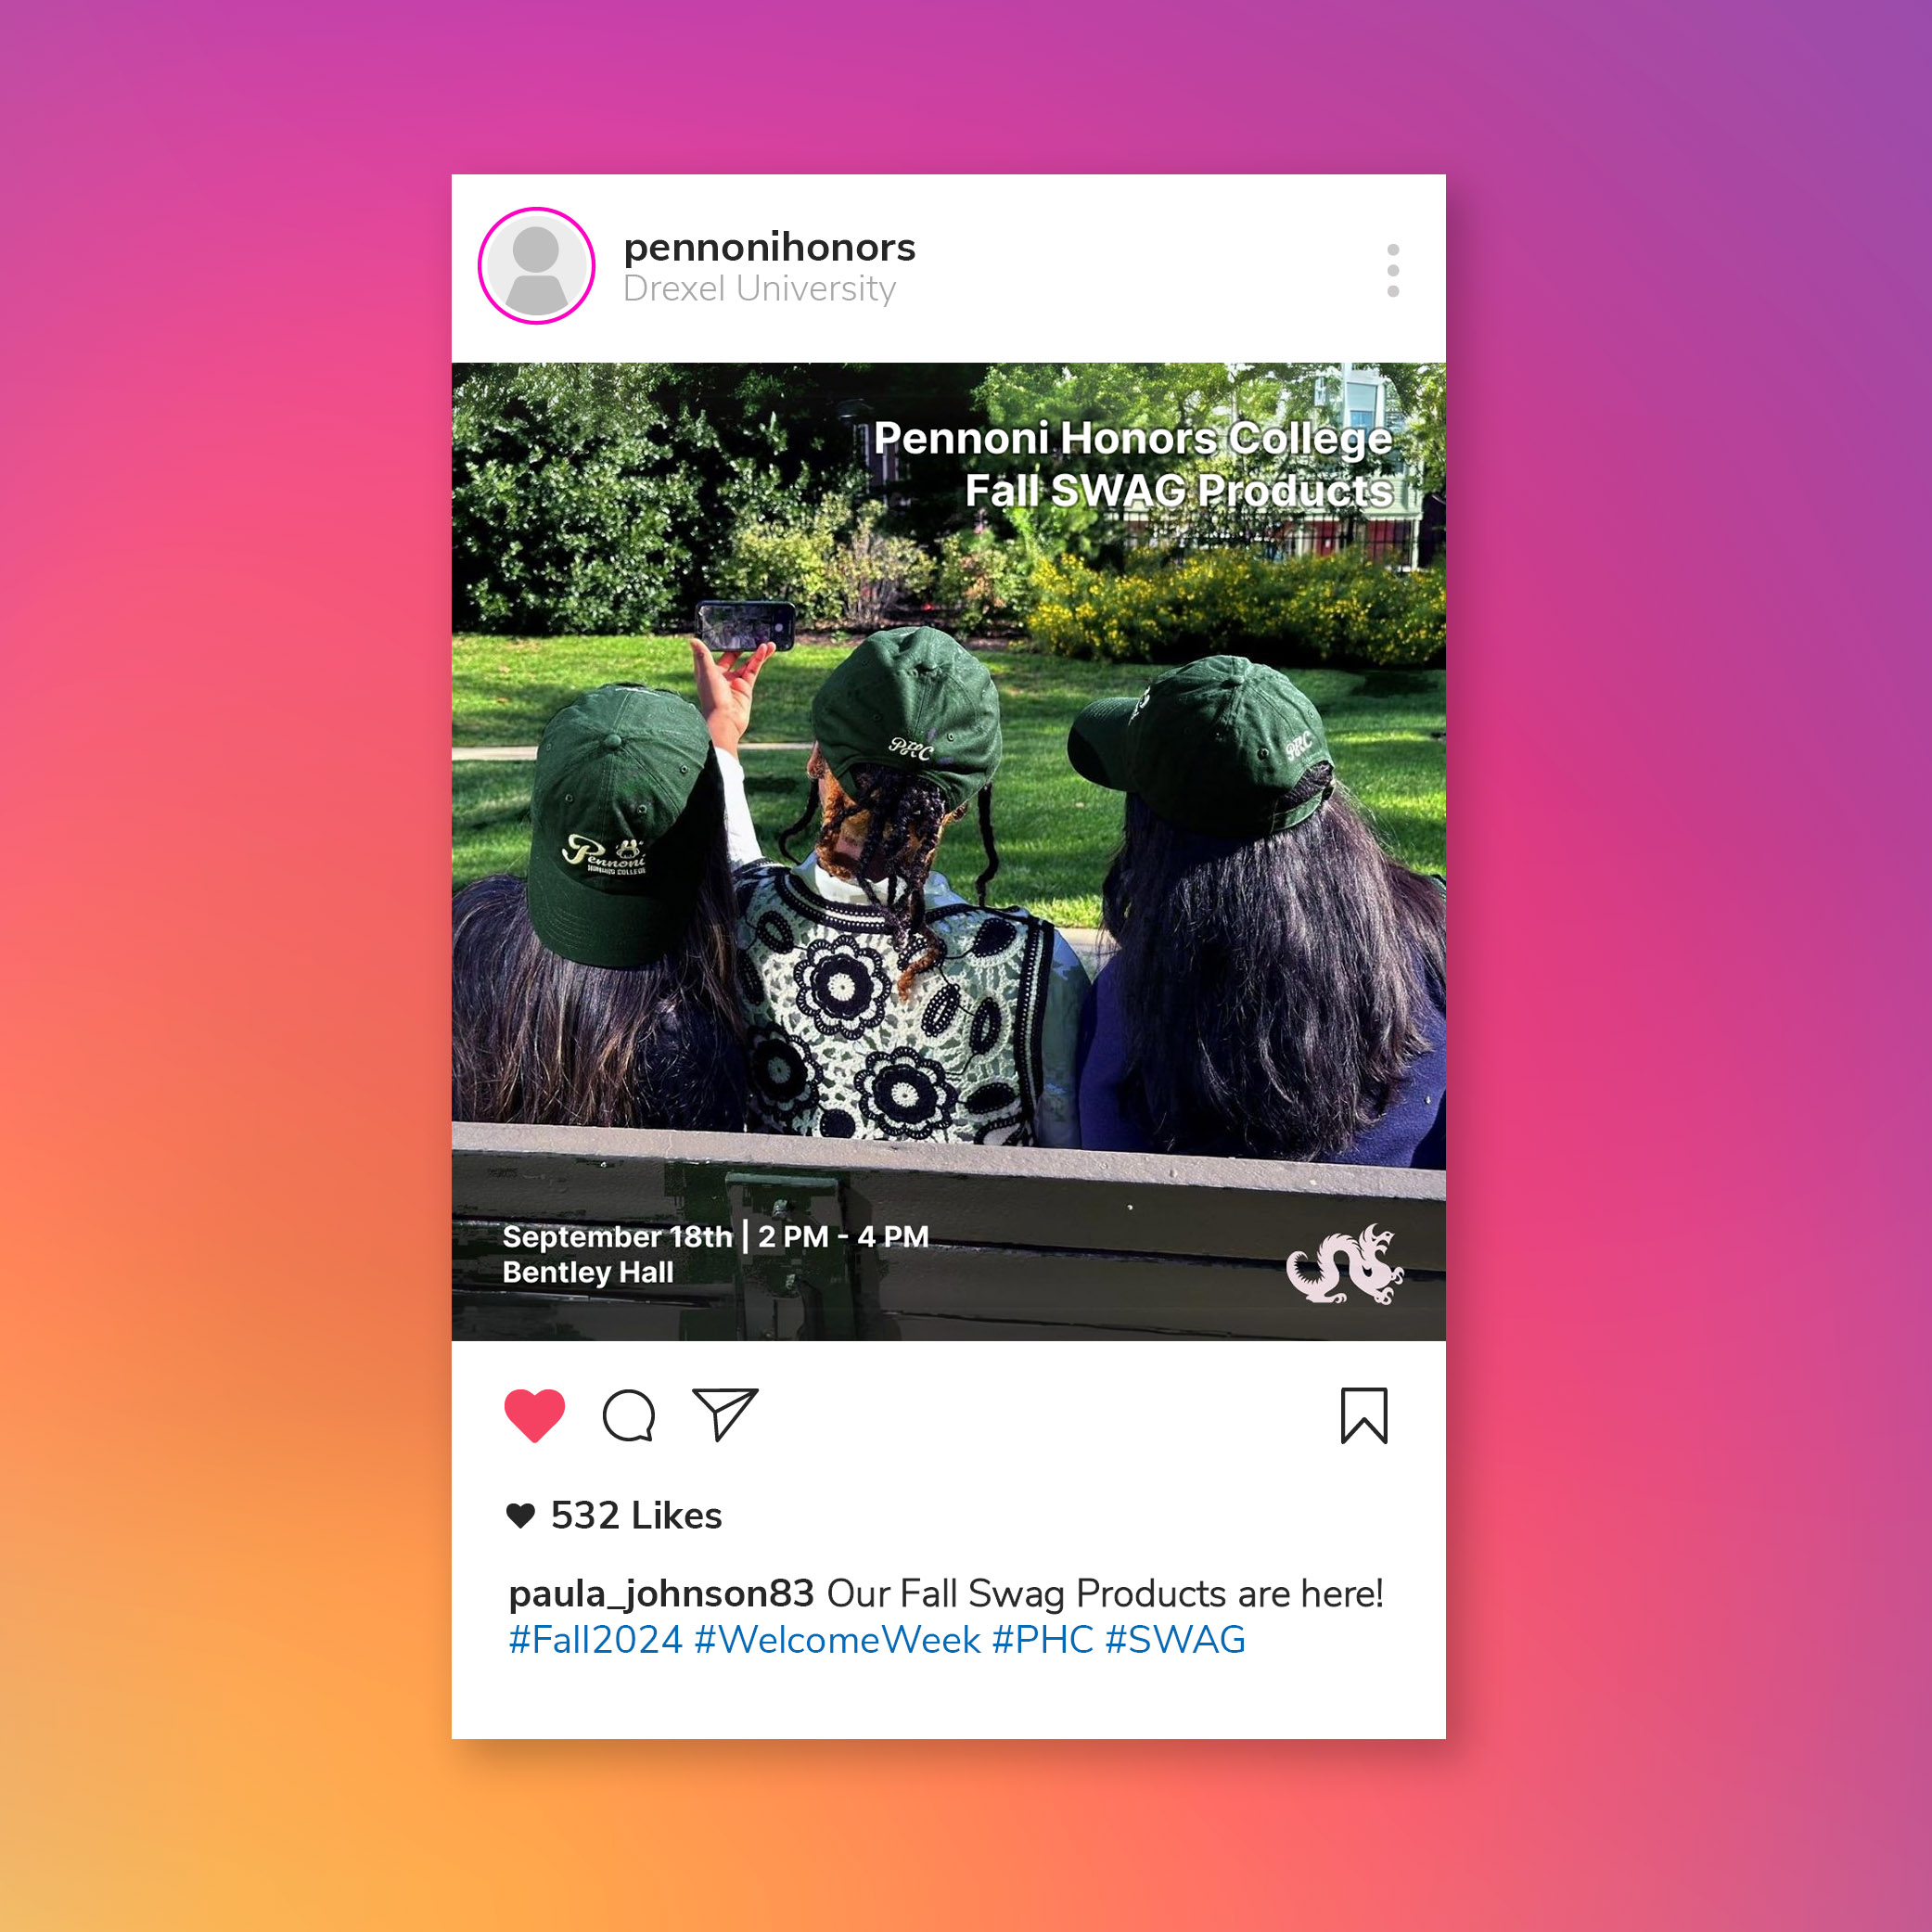 pennonihonors
Drexel University
Pennoni Honors College
Fall SWAG Products
PHC
PHC
Pennoni
HONORS COLLEGE
September 18th | 2 PM - 4 PM
Bentley Hall
532 Likes
paula_johnson83 Our Fall Swag Products are here!
#Fall2024 #WelcomeWeek #PHC #SWAG